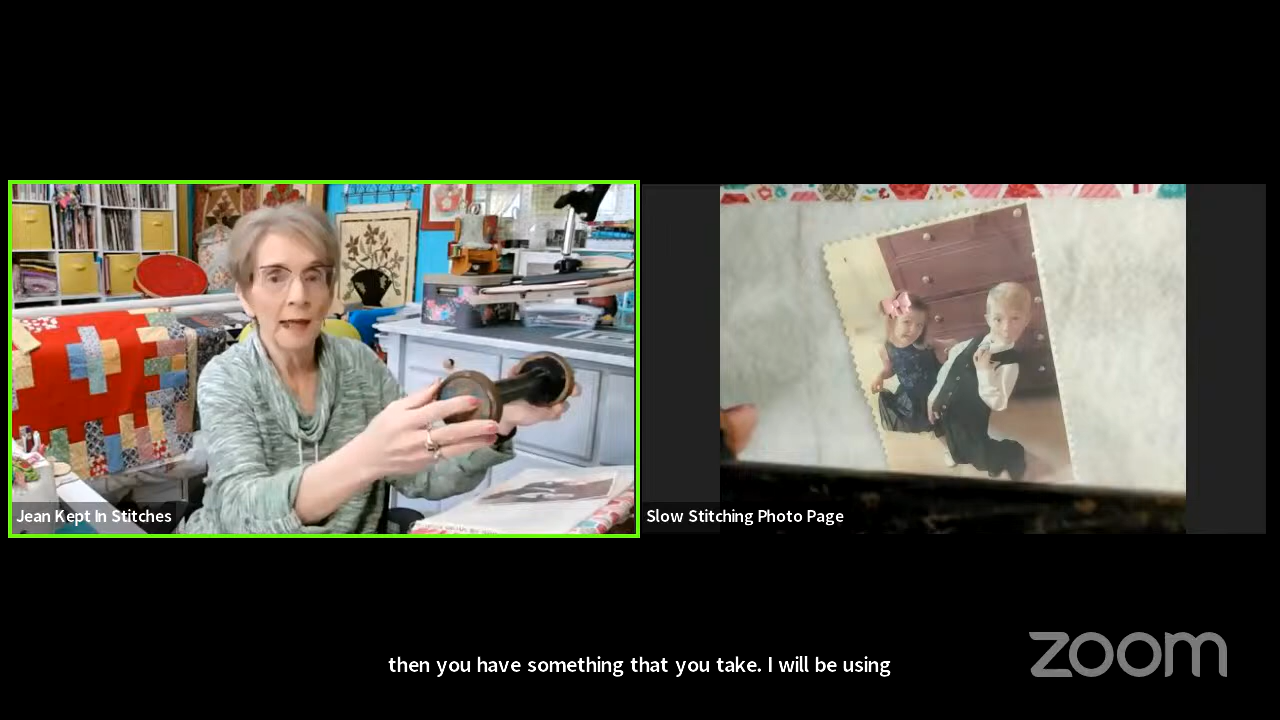 Jean Kept In Stitches
Slow Stitching Photo Page
then you have something that you take. I will be using
zoom